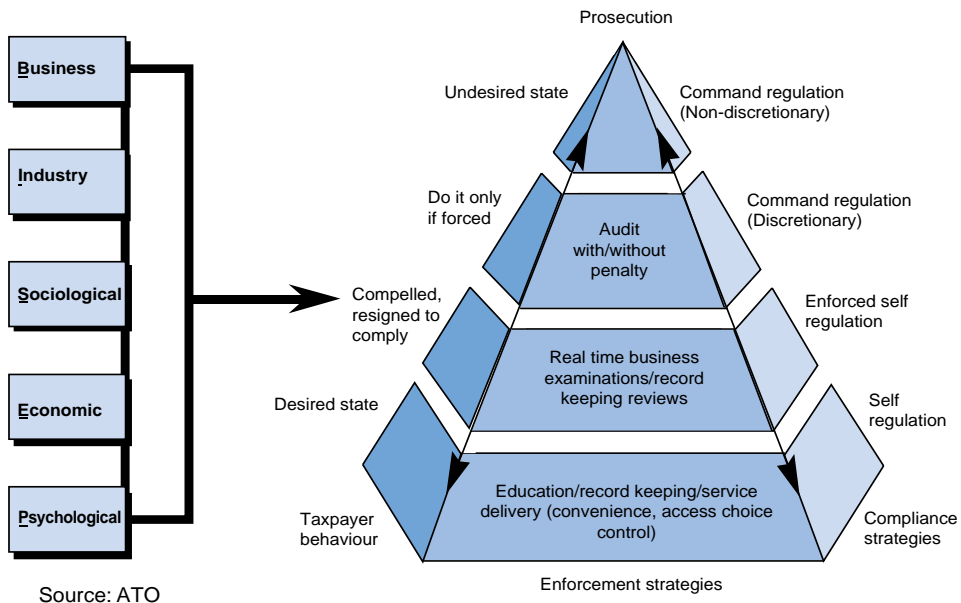 Business
Industry
Sociological
Economic
Psychological
Source: ATO
Prosecution
Undesired state
Command regulation
(Non-discretionary)
Do it only
if forced
Audit
with/without
penalty
Command regulation
(Discretionary)
Compelled,
resigned to
comply
Real time business
examinations/record
keeping reviews
Enforced self
regulation
Desired state
Self
regulation
Education/record keeping/service
delivery (convenience, access choice
control)
Taxpayer
behaviour
Compliance
strategies
Enforcement strategies